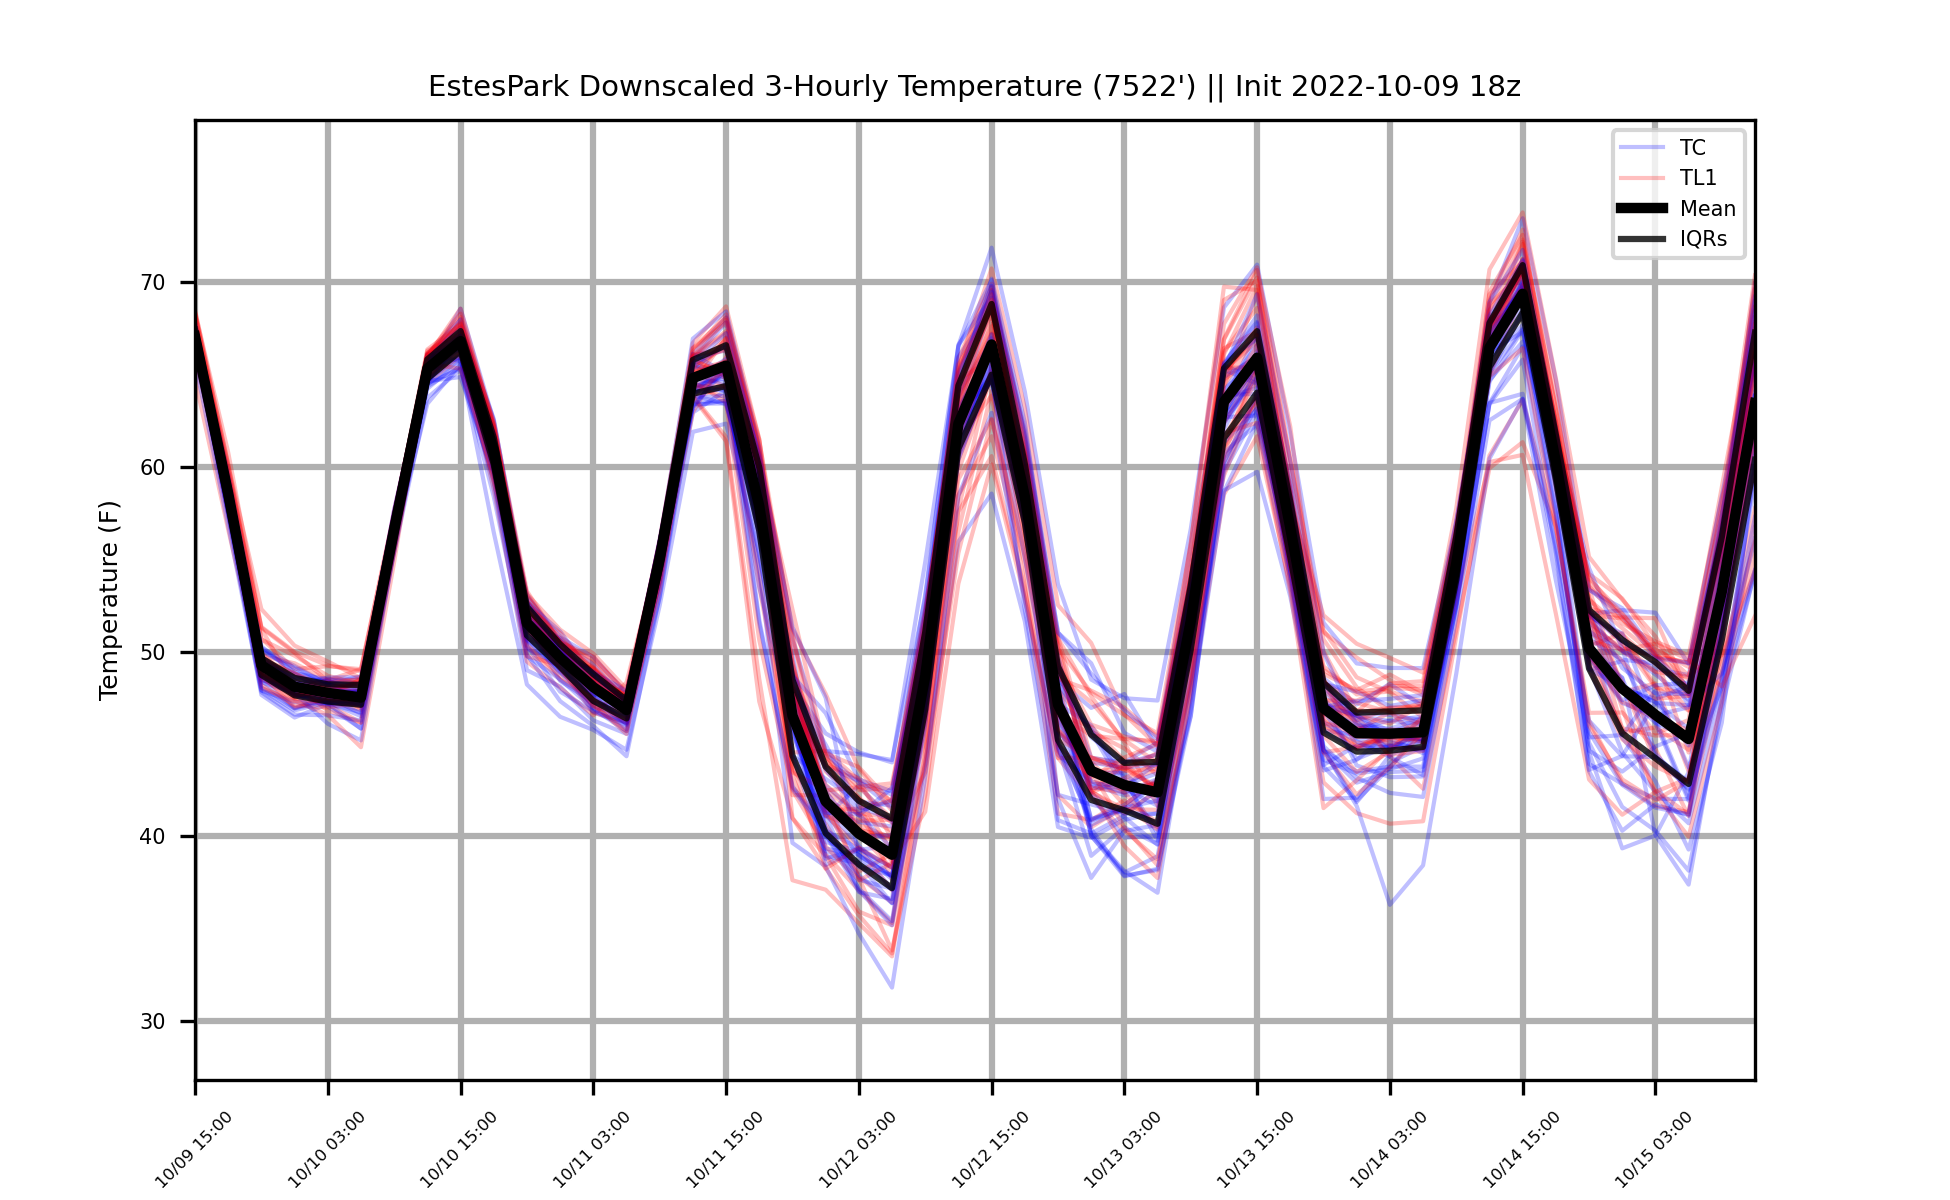 EstesPark Downscaled 3-Hourly Temperature (7522') || Init 2022-10-09 18z
TC
TL1
Mean
IQRs
Temperature (F)
70
60
50
40
30
10/09 15:00
10/10 03:00
10/10 15:00
10/11 03:00
10/11 15:00
10/12 03:00
10/12 15:00
10/13 03:00
10/13 15:00
10/14 03:00
10/14 15:00
10/15 03:00